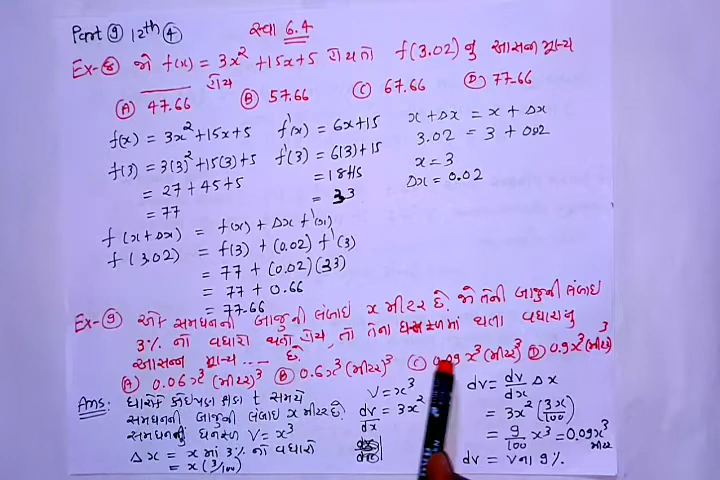 Part ⑨ 12th ④ સ્વા 6.4
Ex-⑧ જો f(x) = 3x² + 15x + 5 હોય તો f(3.02) નું આસન્ન મૂલ્ય
____ હોય
Ⓐ 47.66 Ⓑ 57.66 Ⓒ 67.66 Ⓓ 77.66
f(x) = 3x² + 15x + 5 f'(x) = 6x + 15 x + Δx = x + Δx
f(3) = 3(3)² + 15(3) + 5 f'(3) = 6(3) + 15 3.02 = 3 + 0.02
= 27 + 45 + 5 = 18 + 15 x = 3
= 77 = 33 Δx = 0.02
f(x+Δx) = f(x) + Δx f'(x)
f(3.02) = f(3) + (0.02) f'(3)
= 77 + (0.02)(33)
= 77 + 0.66
= 77.66
Ex-⑨ એક સમઘનની બાજુની લંબાઇ x મીટર છે. જો તેની બાજુની લંબાઇ
3% નો વધારો થતો હોય, તો તેના ઘનફળમાં થતા વધારાનું
આસન્ન મૂલ્ય .... છે.
Ⓐ 0.06x³ (મીટર)³ Ⓑ 0.6x³ (મીટર)³ Ⓒ 0.09x³ (મીટર)³ Ⓓ 0.9x³ (મીટર)³
Ans: ધારોકે કોઇપણ t સમયે V = x³ dv = dv/dx Δx
સમઘનની બાજુની લંબાઇ x મીટર છે. dv/dx = 3x² = 3x² (3x/100)
સમઘનનું ઘનફળ V = x³ = 9/100 x³ = 0.09x³ મીટર
Δx = x માં 3% નો વધારો dv = v ના 9%.
= x(3/100)